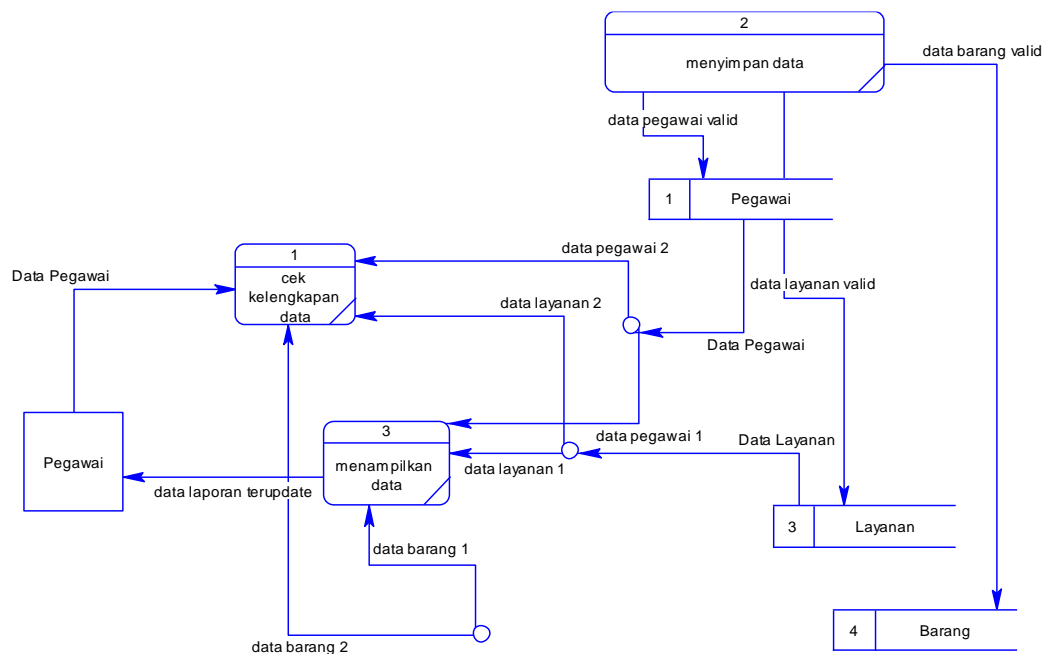 2
menyimpan data
data barang valid
data pegawai valid
1
Pegawai
data pegawai 2
1
cek
kelengkapan
data
Data Pegawai
data layanan valid
data layanan 2
Data Pegawai
3
menampilkan
data
data pegawai 1
Data Layanan
Pegawai
data layanan 1
data laporan terupdate
3
Layanan
data barang 1
4
Barang
data barang 2